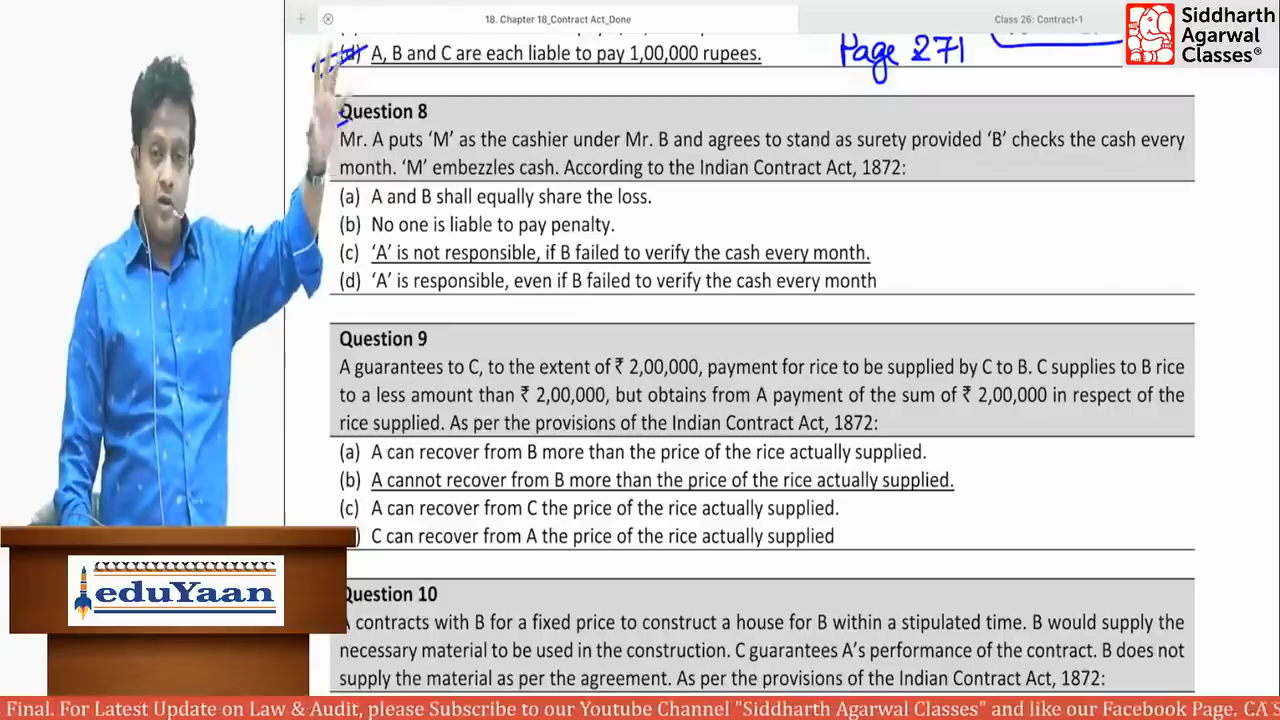 18. Chapter 18_Contract Act_Done
Class 26: Contract-1
Siddharth
Agarwal
Classes®
(d) A, B and C are each liable to pay 1,00,000 rupees.
Page 271
Question 8
Mr. A puts ‘M’ as the cashier under Mr. B and agrees to stand as surety provided ‘B’ checks the cash every
month. ‘M’ embezzles cash. According to the Indian Contract Act, 1872:
(a) A and B shall equally share the loss.
(b) No one is liable to pay penalty.
(c) ‘A’ is not responsible, if B failed to verify the cash every month.
(d) ‘A’ is responsible, even if B failed to verify the cash every month
Question 9
A guarantees to C, to the extent of ₹ 2,00,000, payment for rice to be supplied by C to B. C supplies to B rice
to a less amount than ₹ 2,00,000, but obtains from A payment of the sum of ₹ 2,00,000 in respect of the
rice supplied. As per the provisions of the Indian Contract Act, 1872:
(a) A can recover from B more than the price of the rice actually supplied.
(b) A cannot recover from B more than the price of the rice actually supplied.
(c) A can recover from C the price of the rice actually supplied.
) C can recover from A the price of the rice actually supplied
eduYaan
Question 10
contracts with B for a fixed price to construct a house for B within a stipulated time. B would supply the
necessary material to be used in the construction. C guarantees A’s performance of the contract. B does not
supply the material as per the agreement. As per the provisions of the Indian Contract Act, 1872:
Final. For Latest Update on Law & Audit, please Subscribe to our Youtube Channel "Siddharth Agarwal Classes" and like our Facebook Page. CA